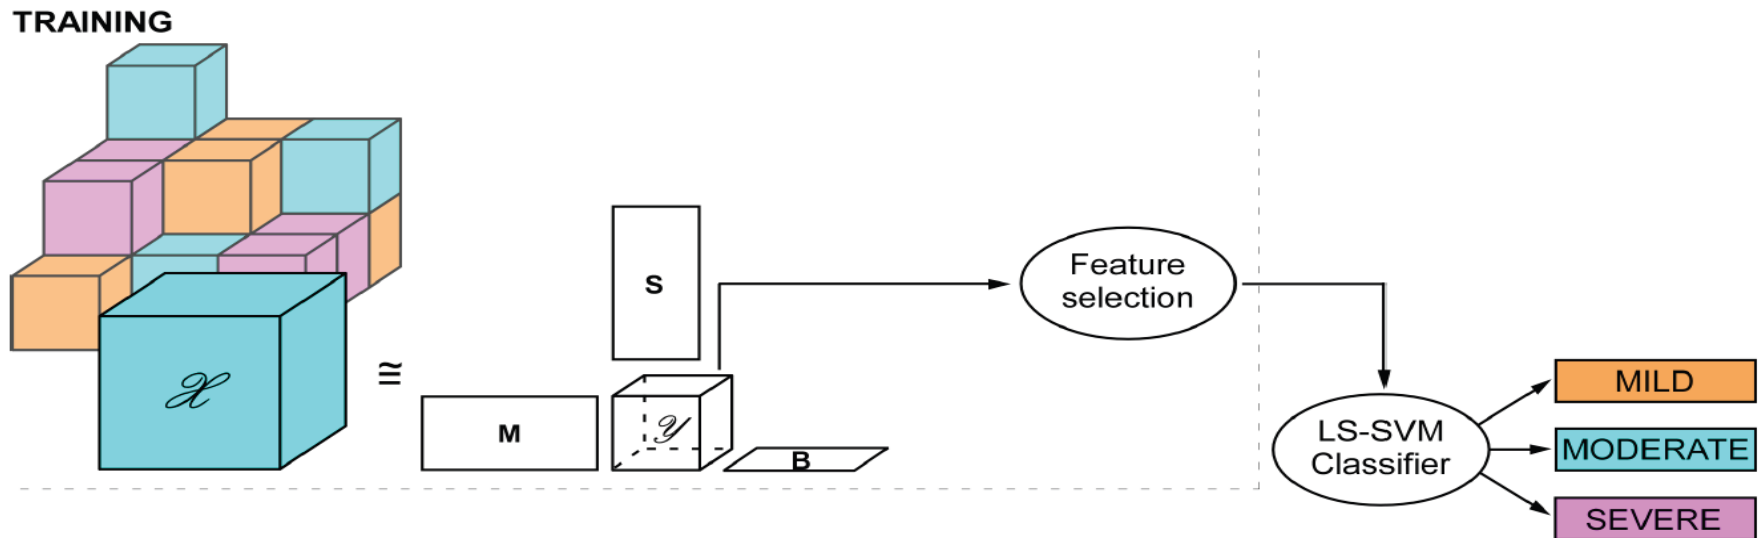 TRAINING
𝒳
≅
M
S
𝒴
B
Feature
selection
LS-SVM
Classifier
MILD
MODERATE
SEVERE